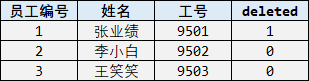 员工编号 姓名 工号 deleted
1 张业绩 9501 1
2 李小白 9502 0
3 王笑笑 9503 0